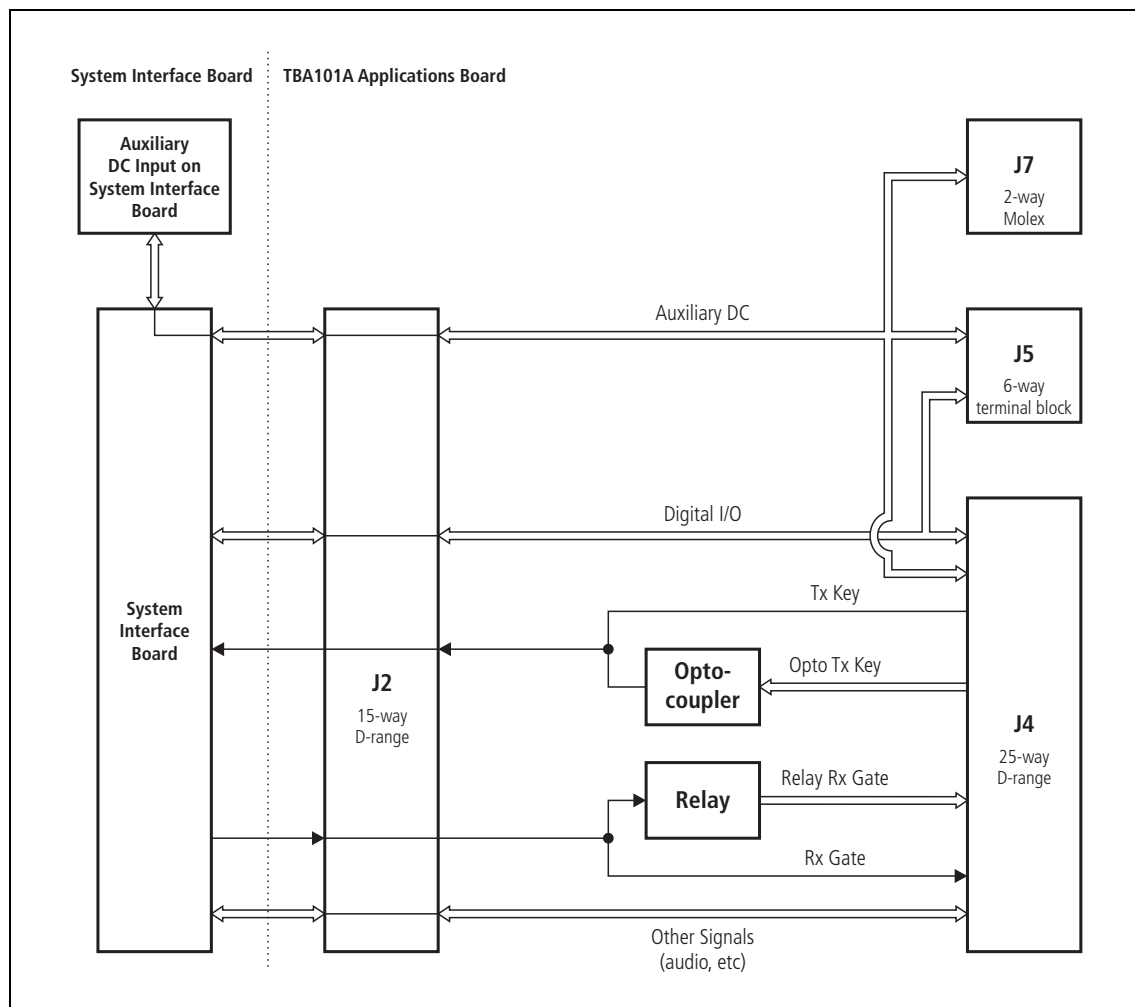 System Interface Board
TBA101A Applications Board
Auxiliary
DC Input on
System Interface
Board
J7
2-way
Molex
Auxiliary DC
J5
6-way
terminal block
Digital I/O
System
Interface
Board
J2
15-way
D-range
Tx Key
Opto-
coupler
Opto Tx Key
J4
25-way
D-range
Relay
Relay Rx Gate
Rx Gate
Other Signals
(audio, etc)